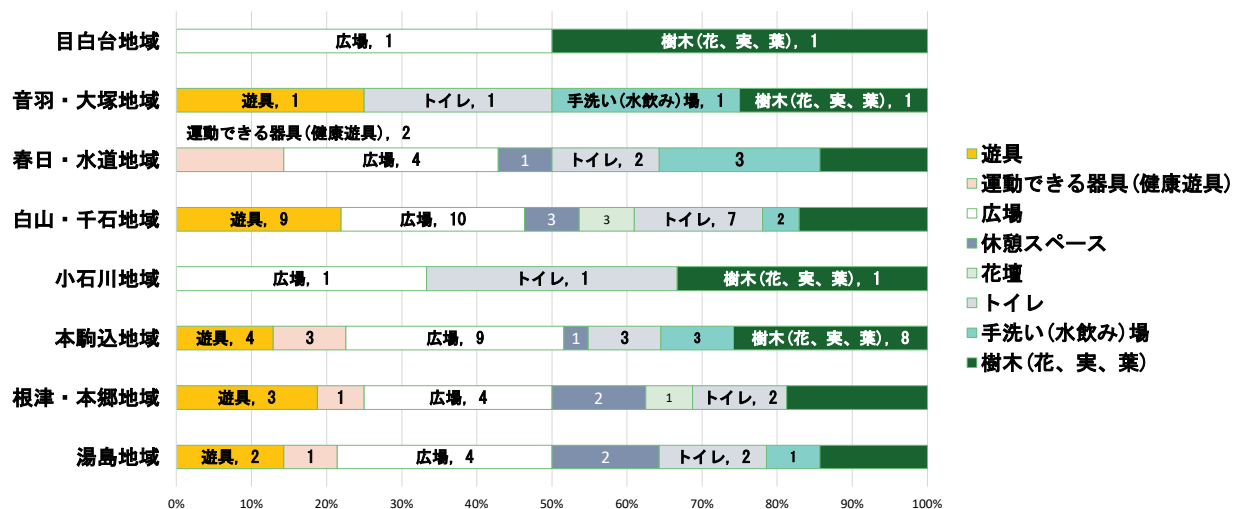 目白台地域
広場, 1
樹木(花、実、葉), 1
音羽・大塚地域
遊具, 1
トイレ, 1
手洗い(水飲み)場, 1
樹木(花、実、葉), 1
運動できる器具(健康遊具), 2
春日・水道地域
広場, 4
1
トイレ, 2
3
白山・千石地域
遊具, 9
広場, 10
3
3
トイレ, 7
2
小石川地域
広場, 1
トイレ, 1
樹木(花、実、葉), 1
本駒込地域
遊具, 4
3
広場, 9
1
3
3
樹木(花、実、葉), 8
根津・本郷地域
遊具, 3
1
広場, 4
2
1
トイレ, 2
湯島地域
遊具, 2
1
広場, 4
2
トイレ, 2
1
0%
10%
20%
30%
40%
50%
60%
70%
80%
90%
100%
遊具
運動できる器具(健康遊具)
広場
休憩スペース
花壇
トイレ
手洗い(水飲み)場
樹木(花、実、葉)